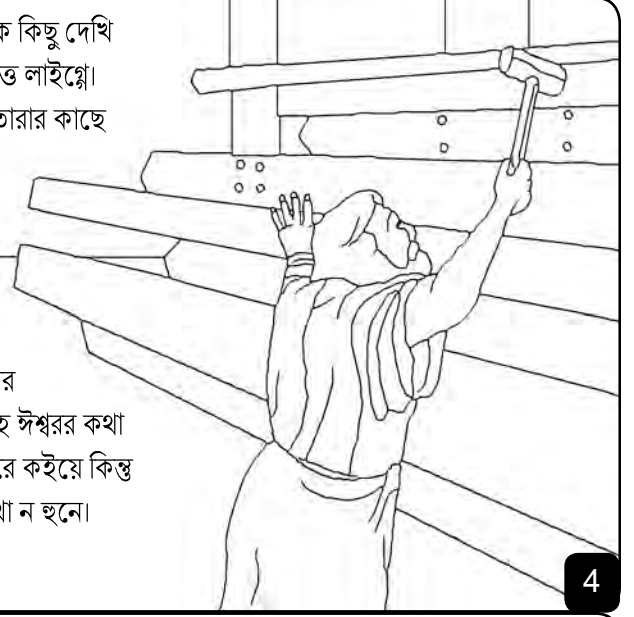 কিছু দেখি
ও লাইগ্গে।
তারার কাছে
র
হ ঈশ্বরর কথা
রে কইয়ে কিন্তু
থা ন হুনে।
4